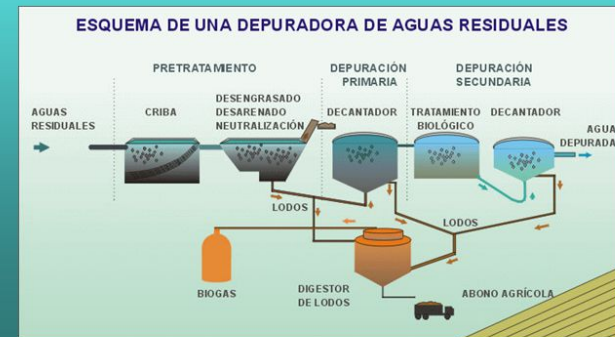 ESQUEMA DE UNA DEPURADORA DE AGUAS RESIDUALES
PRETRATAMIENTO
DEPURACIÓN
PRIMARIA
DEPURACIÓN
SECUNDARIA
AGUAS
RESIDUALES
CRIBA
DESENGRASADO
DESARENADO
NEUTRALIZACIÓN
DECANTADOR
TRATAMIENTO
BIOLÓGICO
DECANTADOR
AGUA
DEPURADA
LODOS
LODOS
BIOGAS
DIGESTOR
DE LODOS
ABONO AGRÍCOLA